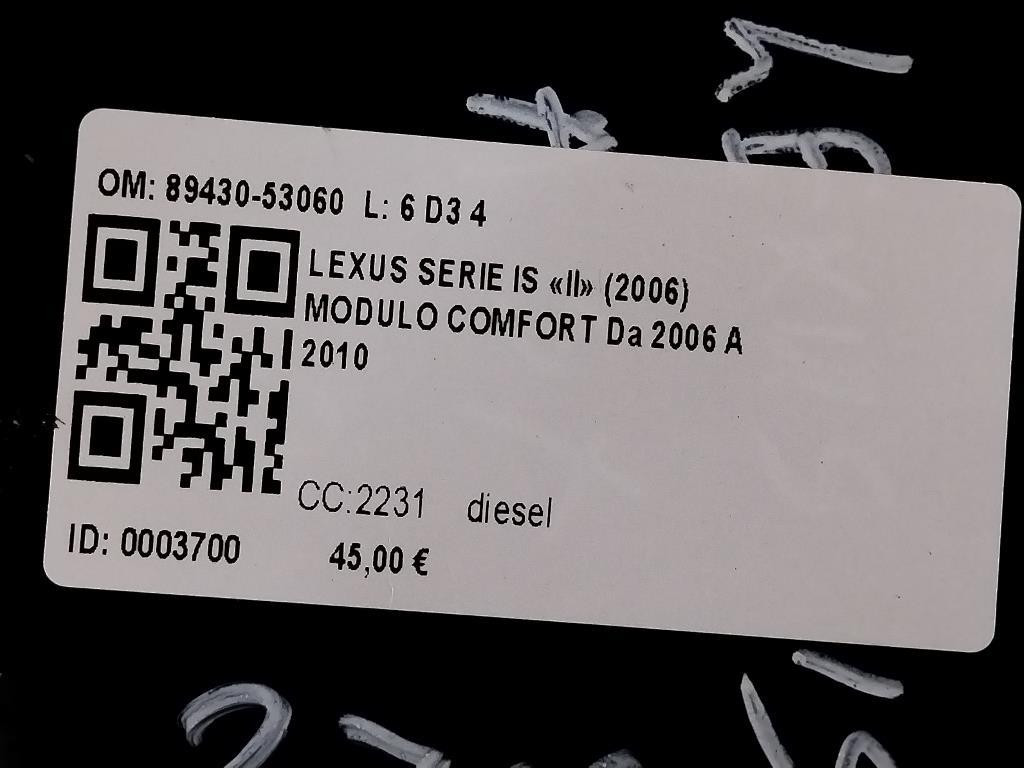 OM: 89430-53060 L: 6 D3 4
LEXUS SERIE IS «II» (2006)
MODULO COMFORT Da 2006 A
2010
CC:2231 diesel
ID: 0003700 45,00 €